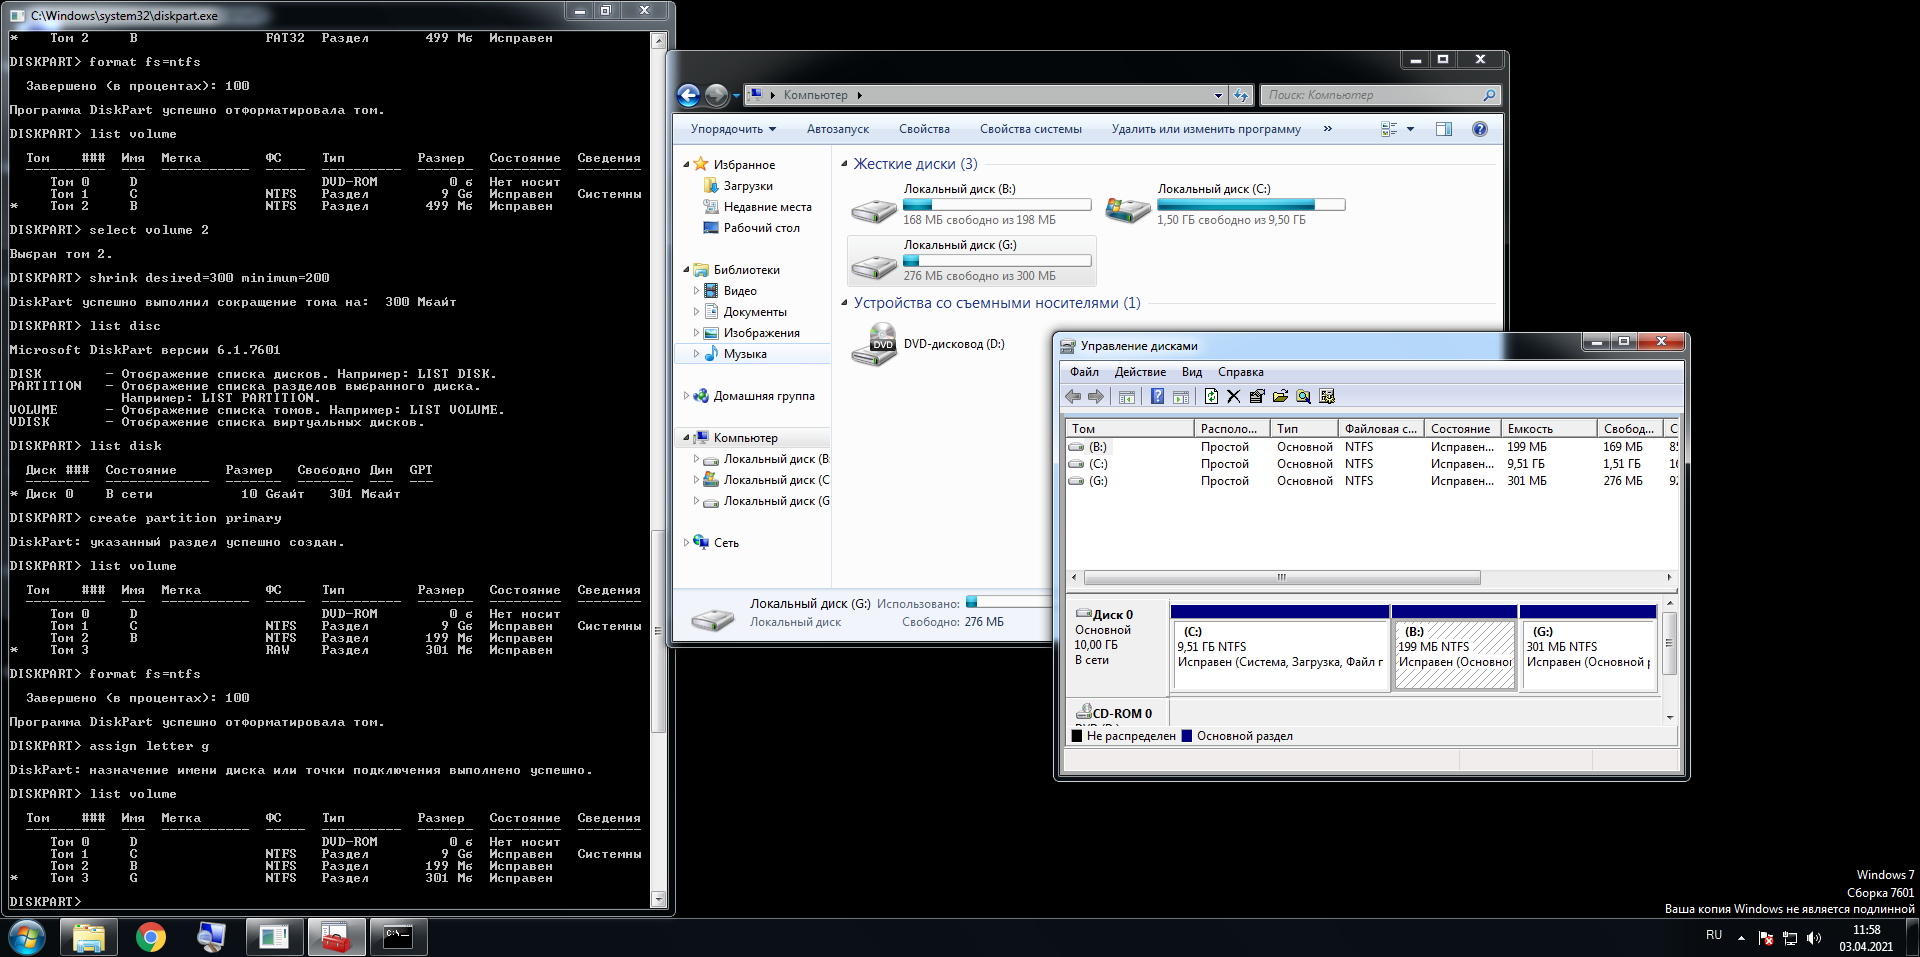 C:\Windows\system32\diskpart.exe
* Том 2 B FAT32 Раздел 499 Мб Исправен
DISKPART> format fs=ntfs
Завершено (в процентах): 100
Программа DiskPart успешно отформатировала том.
DISKPART> list volume
Том ### Имя Метка ФС Тип Размер Состояние Сведения
Том 0 D DVD-ROM 0 б Нет носит
Том 1 C NTFS Раздел 9 Gб Исправен Системны
* Том 2 B NTFS Раздел 499 Мб Исправен
DISKPART> select volume 2
Выбран том 2.
DISKPART> shrink desired=300 minimum=200
DiskPart успешно выполнил сокращение тома на: 300 Mбайт
DISKPART> list disc
Microsoft DiskPart версии 6.1.7601
DISK - Отображение списка дисков. Например: LIST DISK.
PARTITION - Отображение списка разделов выбранного диска.
Например: LIST PARTITION.
VOLUME - Отображение списка томов. Например: LIST VOLUME.
VDISK - Отображение списка виртуальных дисков.
DISKPART> list disk
Диск ### Состояние Размер Свободно Дин GPT
* Диск 0 В сети 10 Gбайт 301 Mбайт
DISKPART> create partition primary
DiskPart: указанный раздел успешно создан.
DISKPART> list volume
Том ### Имя Метка ФС Тип Размер Состояние Сведения
Том 0 D DVD-ROM 0 б Нет носит
Том 1 C NTFS Раздел 9 Gб Исправен Системны
Том 2 B NTFS Раздел 199 Мб Исправен
* Том 3 RAW Раздел 301 Мб Исправен
DISKPART> format fs=ntfs
Завершено (в процентах): 100
Программа DiskPart успешно отформатировала том.
DISKPART> assign letter g
DiskPart: назначение имени диска или точки подключения выполнено успешно.
DISKPART> list volume
Том ### Имя Метка ФС Тип Размер Состояние Сведения
Том 0 D DVD-ROM 0 б Нет носит
Том 1 C NTFS Раздел 9 Gб Исправен Системны
Том 2 B NTFS Раздел 199 Мб Исправен
* Том 3 G NTFS Раздел 301 Мб Исправен
DISKPART>
Компьютер
Поиск: Компьютер
Упорядочить Автозапуск Свойства Свойства системы Удалить или изменить программу »
Избранное
Загрузки
Недавние места
Рабочий стол
Библиотеки
Видео
Документы
Изображения
Музыка
Домашняя группа
Компьютер
Локальный диск (B
Локальный диск (C
Локальный диск (G
Сеть
Жесткие диски (3)
Локальный диск (B:)
168 МБ свободно из 198 МБ
Локальный диск (C:)
1,50 ГБ свободно из 9,50 ГБ
Локальный диск (G:)
276 МБ свободно из 300 МБ
Устройства со съемными носителями (1)
DVD
DVD-дисковод (D:)
Локальный диск (G:) Использовано:
Локальный диск Свободно: 276 МБ
Управление дисками
Файл Действие Вид Справка
Том Располо... Тип Файловая с... Состояние Емкость Свобод... С
(B:) Простой Основной NTFS Исправен... 199 МБ 169 МБ 85
(C:) Простой Основной NTFS Исправен... 9,51 ГБ 1,51 ГБ 16
(G:) Простой Основной NTFS Исправен... 301 МБ 276 МБ 92
Диск 0
Основной
10,00 ГБ
В сети
(C:)
9,51 ГБ NTFS
Исправен (Система, Загрузка, Файл п
(B:)
199 МБ NTFS
Исправен (Основної
(G:)
301 МБ NTFS
Исправен (Основной р
CD-ROM 0
Не распределен Основной раздел
Windows 7
Сборка 7601
Ваша копия Windows не является подлинной
RU
11:58
03.04.2021